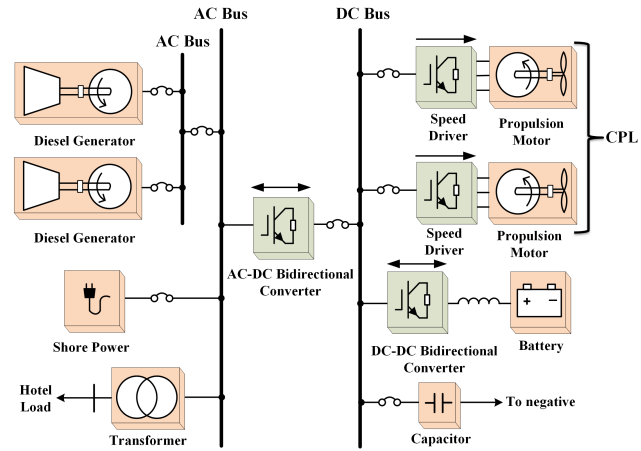 AC Bus
DC Bus
AC Bus
Diesel Generator
Speed
Driver
Propulsion
Motor
CPL
Diesel Generator
Speed
Driver
Propulsion
Motor
AC-DC Bidirectional
Converter
Shore Power
DC-DC Bidirectional
Converter
Battery
Hotel
Load
Transformer
To negative
Capacitor